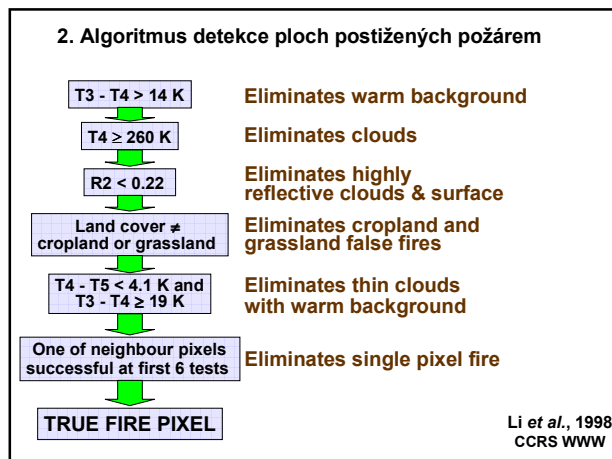 2. Algoritmus detekce ploch postižených požárem
T3 - T4 > 14 K
Eliminates warm background
T4 ≥ 260 K
Eliminates clouds
R2 < 0.22
Eliminates highly
reflective clouds & surface
Land cover ≠
cropland or grassland
Eliminates cropland and
grassland false fires
T4 - T5 < 4.1 K and
T3 - T4 ≥ 19 K
Eliminates thin clouds
with warm background
One of neighbour pixels
successful at first 6 tests
Eliminates single pixel fire
TRUE FIRE PIXEL
Li et al., 1998
CCRS WWW